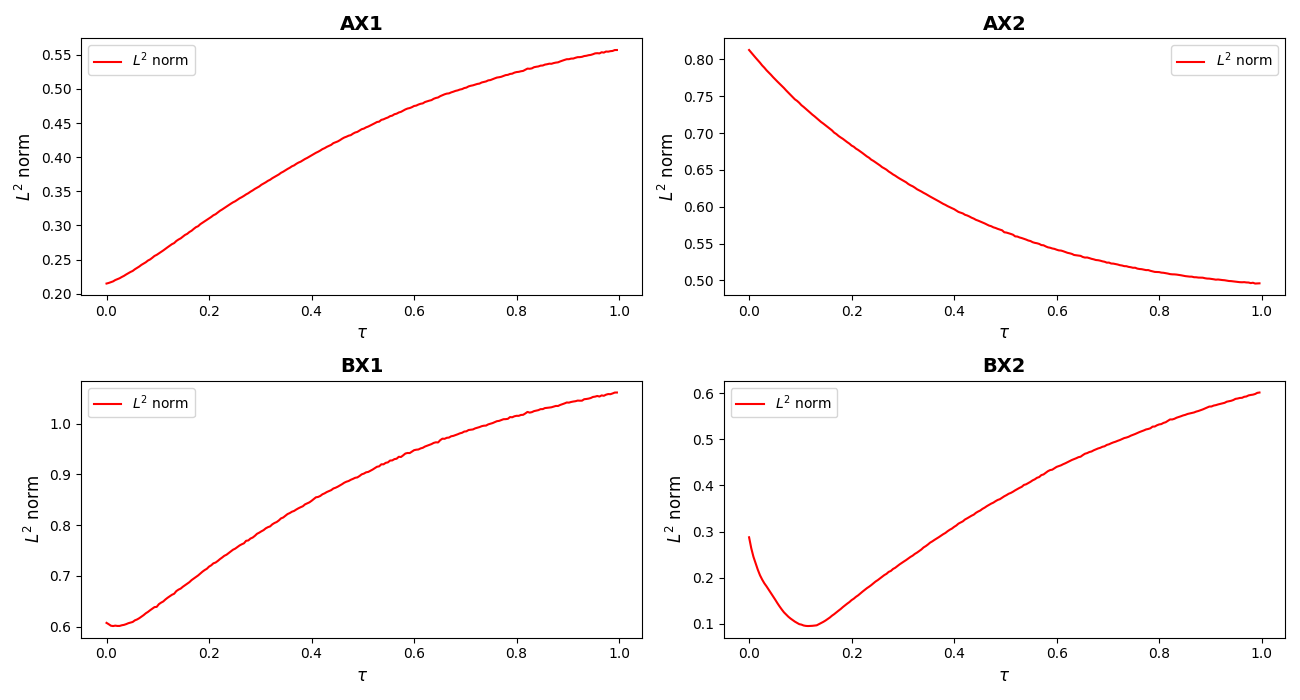 AX1
L² norm
0.55
0.50
0.45
0.40
0.35
0.30
0.25
0.20
L² norm
0.0 0.2 0.4 0.6 0.8 1.0
τ
AX2
L² norm
0.80
0.75
0.70
0.65
0.60
0.55
0.50
L² norm
0.0 0.2 0.4 0.6 0.8 1.0
τ
BX1
L² norm
1.0
0.9
0.8
0.7
0.6
L² norm
0.0 0.2 0.4 0.6 0.8 1.0
τ
BX2
L² norm
0.6
0.5
0.4
0.3
0.2
0.1
L² norm
0.0 0.2 0.4 0.6 0.8 1.0
τ